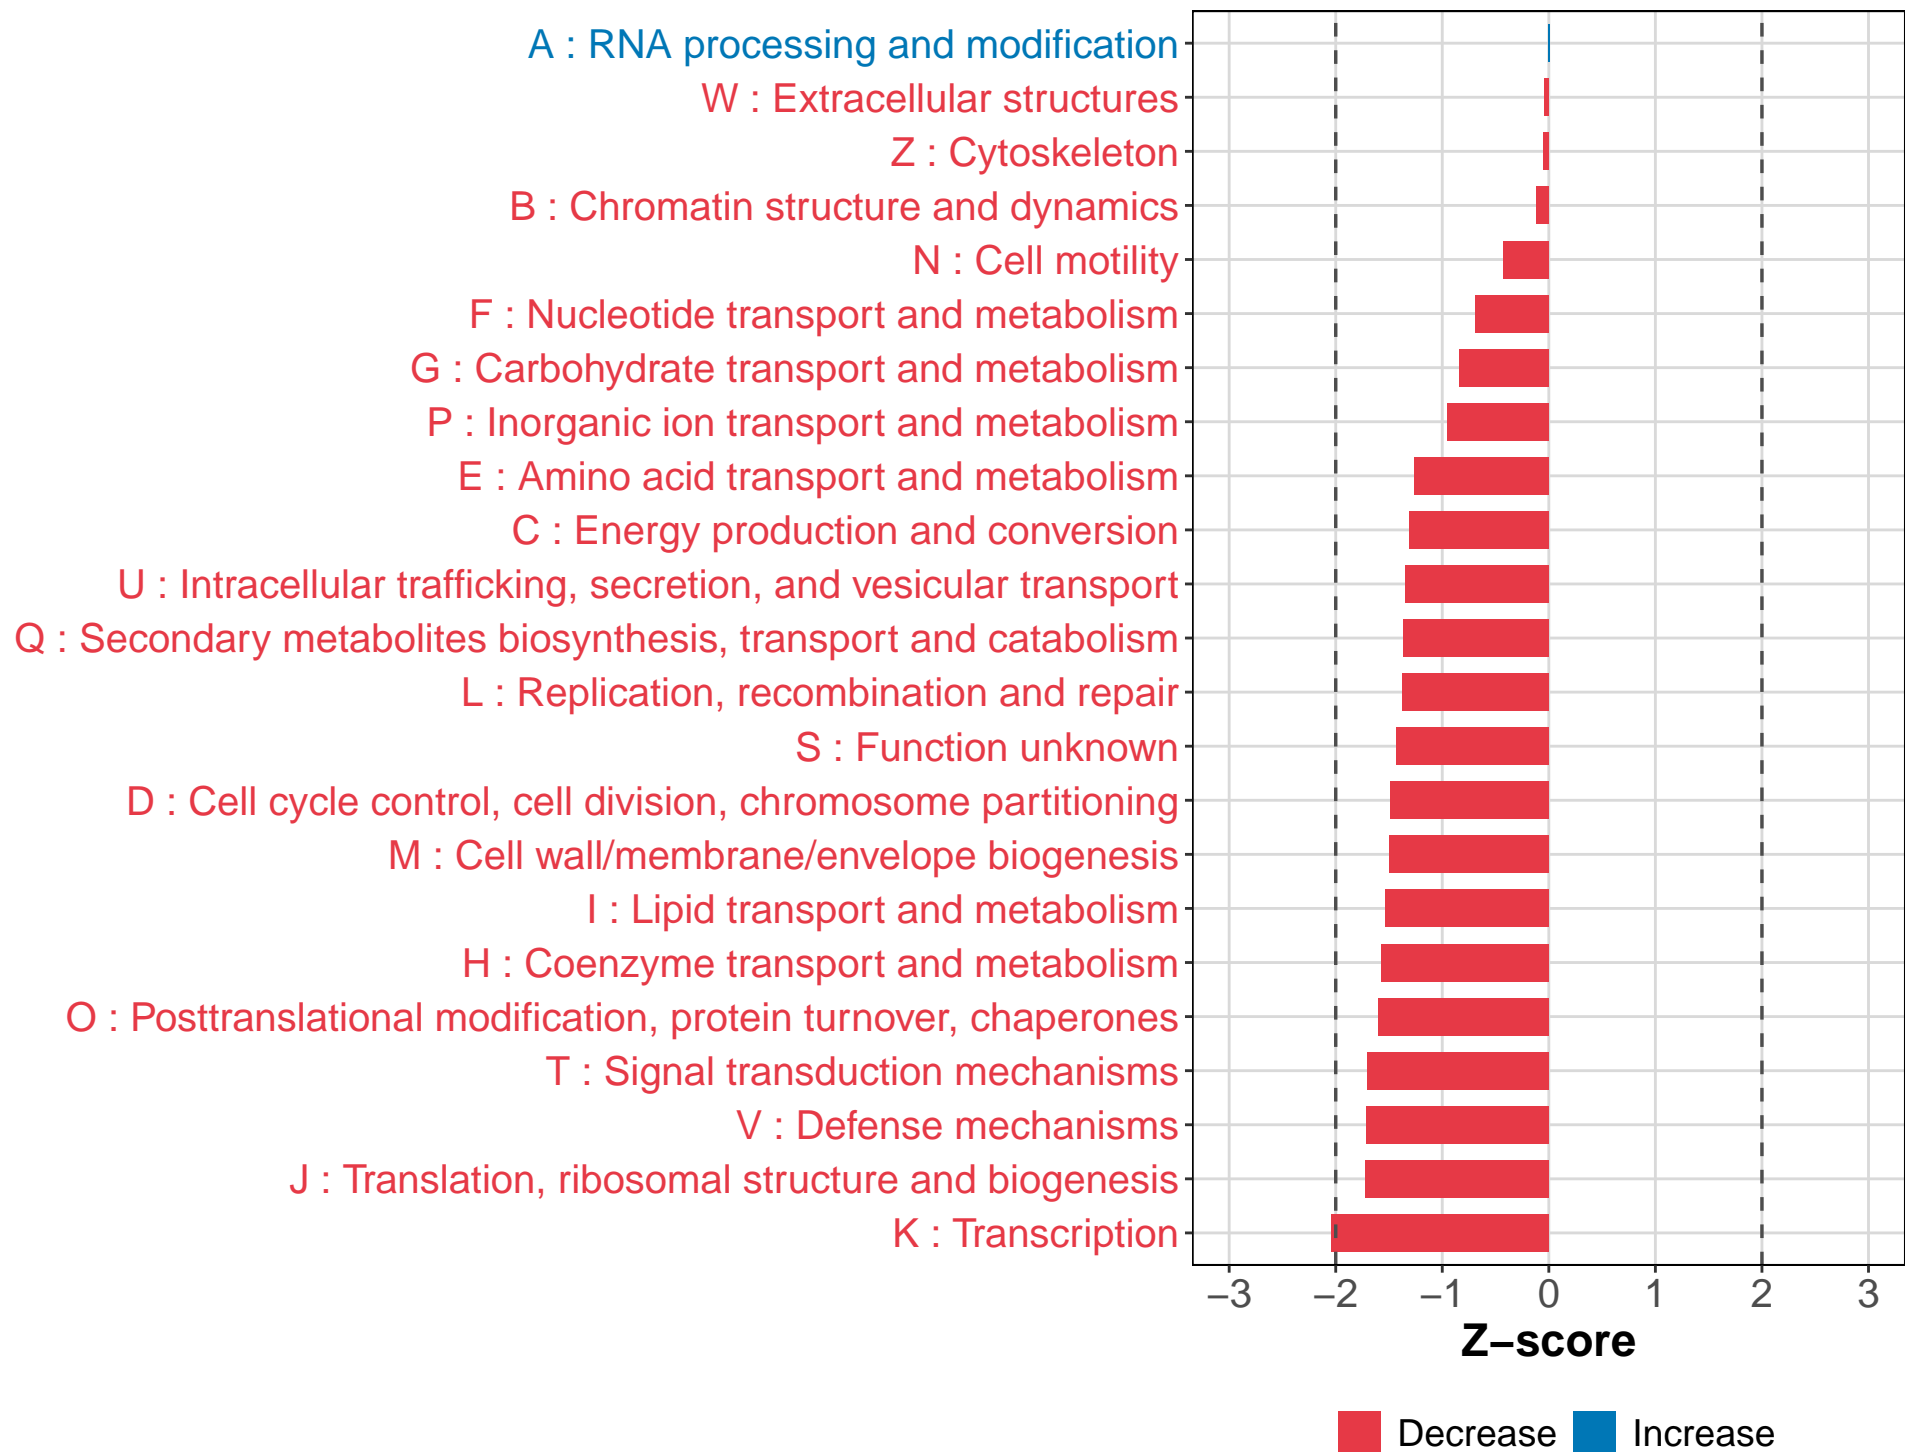 A : RNA processing and modification
W : Extracellular structures
Z : Cytoskeleton
B : Chromatin structure and dynamics
N : Cell motility
F : Nucleotide transport and metabolism
G : Carbohydrate transport and metabolism
P : Inorganic ion transport and metabolism
E : Amino acid transport and metabolism
C : Energy production and conversion
U : Intracellular trafficking, secretion, and vesicular transport
Q : Secondary metabolites biosynthesis, transport and catabolism
L : Replication, recombination and repair
S : Function unknown
D : Cell cycle control, cell division, chromosome partitioning
M : Cell wall/membrane/envelope biogenesis
I : Lipid transport and metabolism
H : Coenzyme transport and metabolism
O : Posttranslational modification, protein turnover, chaperones
T : Signal transduction mechanisms
V : Defense mechanisms
J : Translation, ribosomal structure and biogenesis
K : Transcription
−3 −2 −1 0 1 2 3
Z−score
Decrease Increase